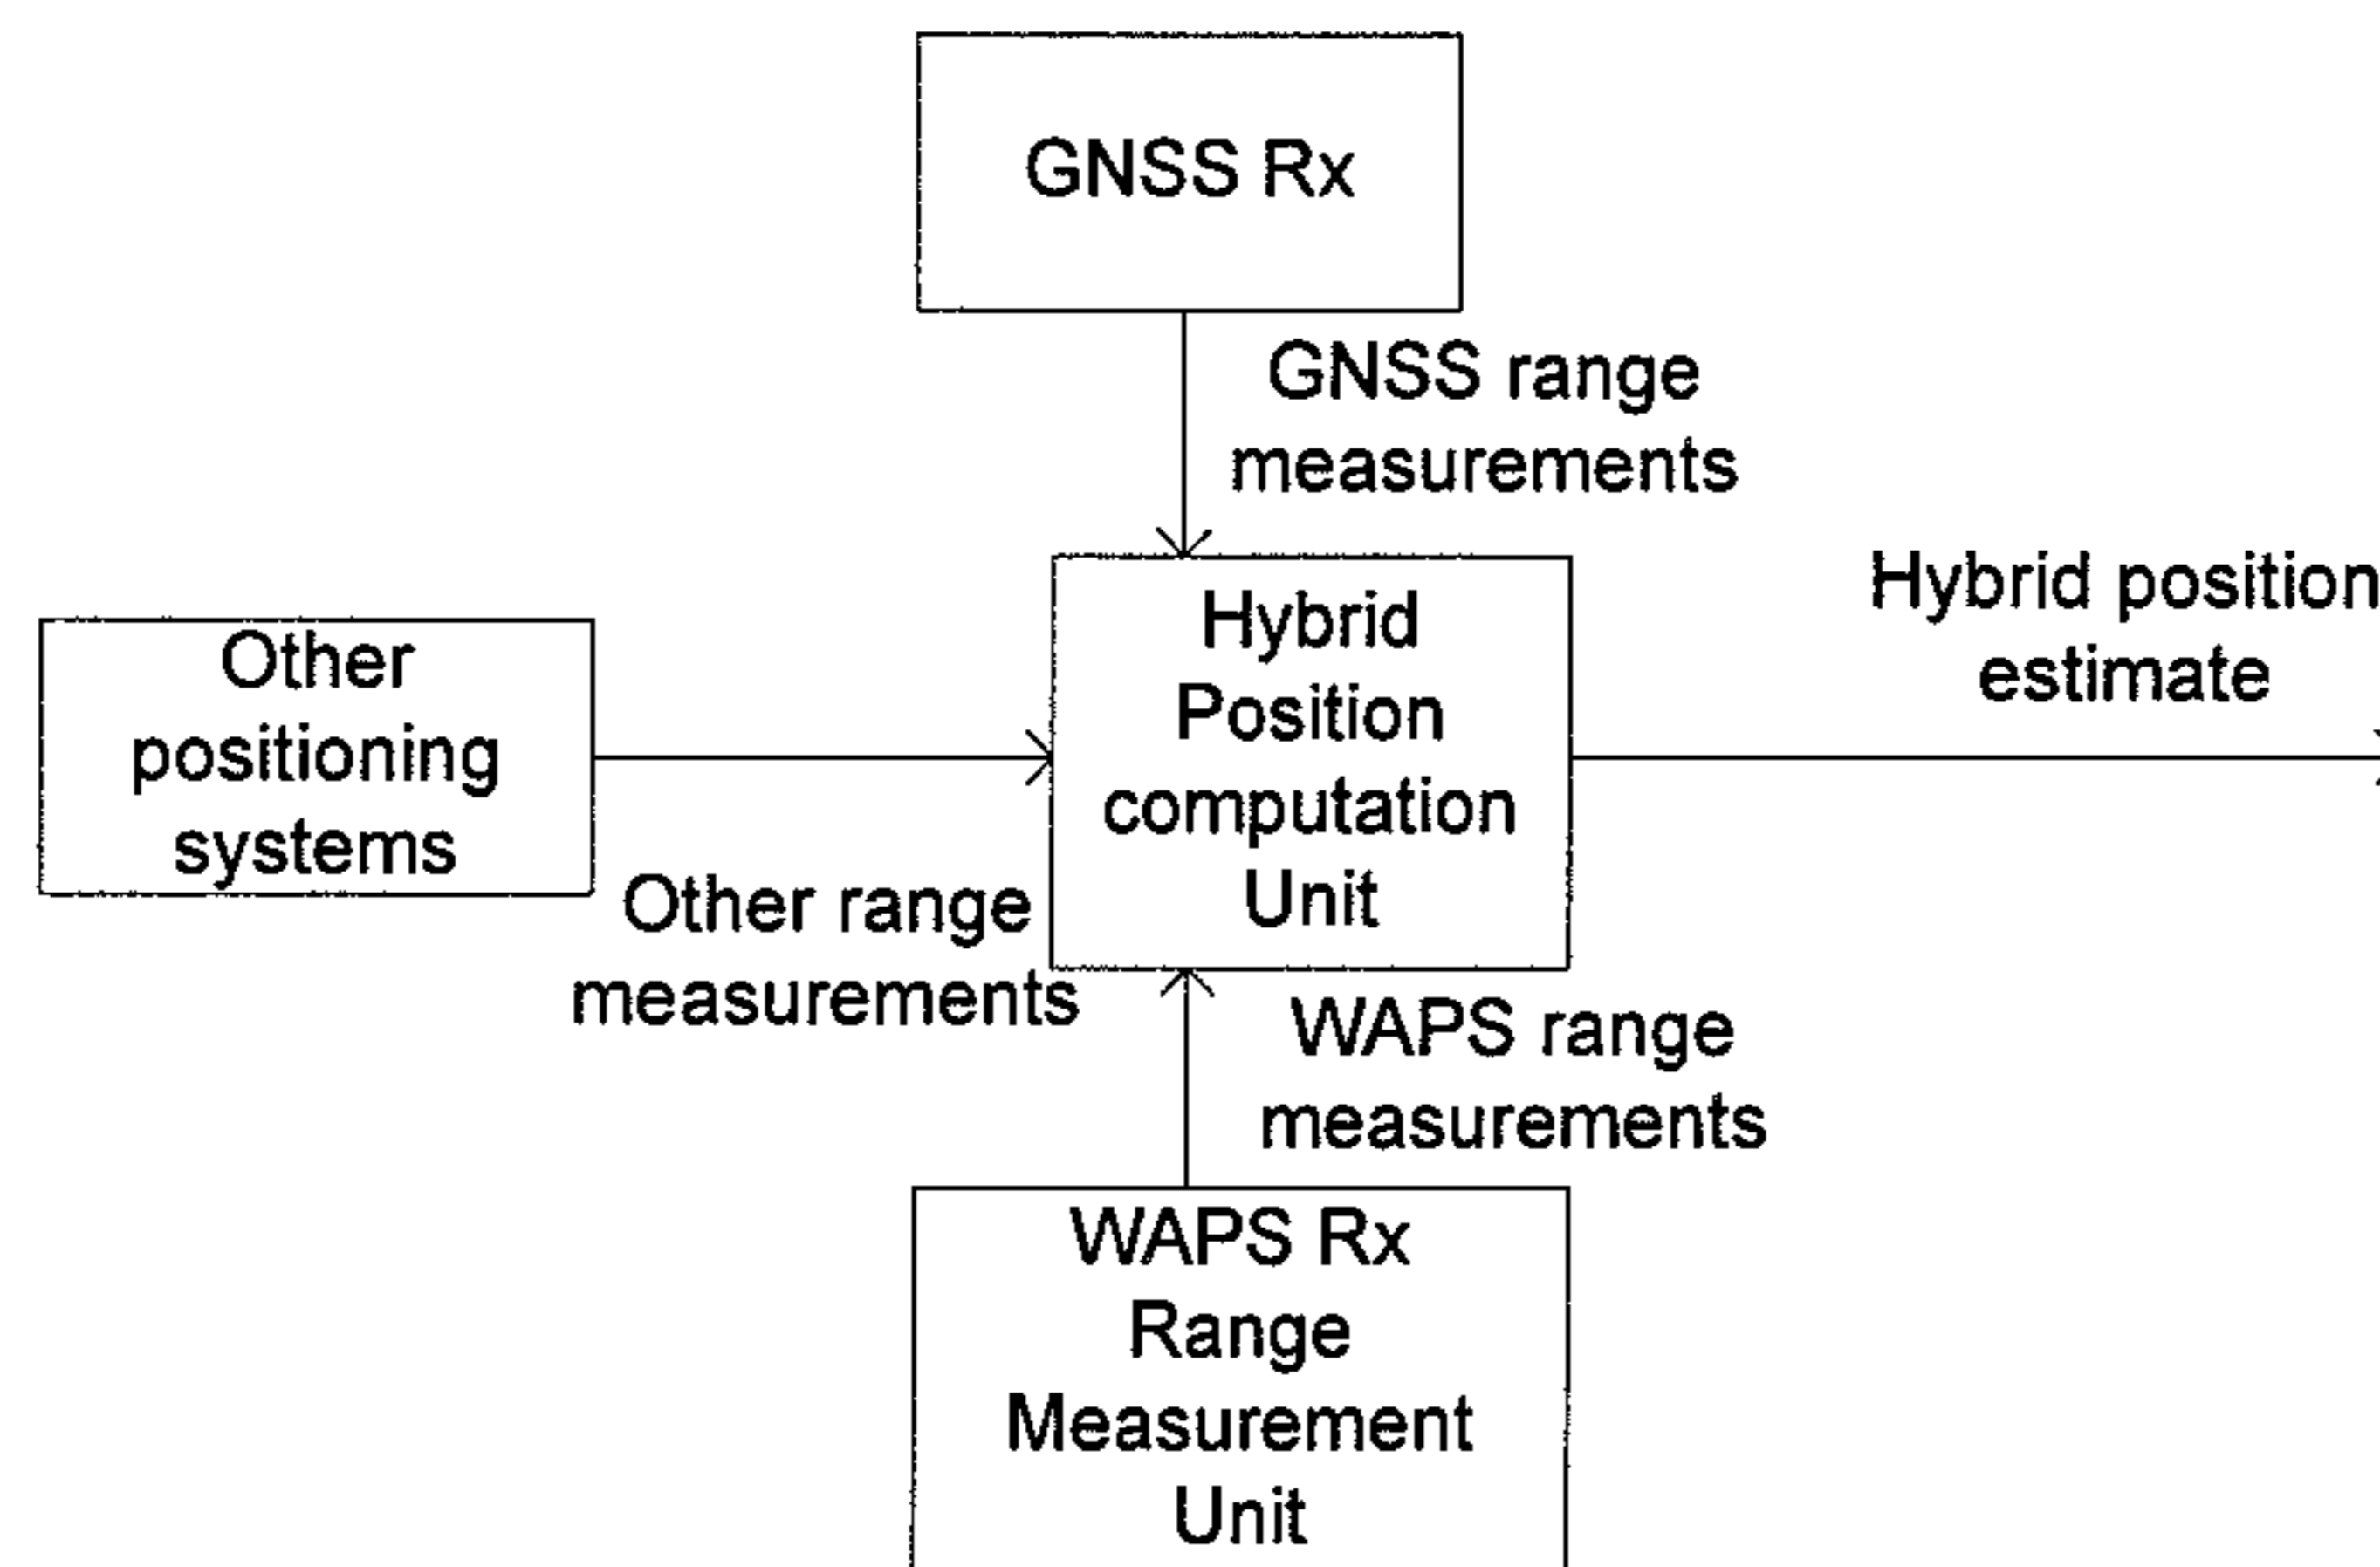 GNSS Rx
GNSS range
measurements
Hybrid position
estimate
Other
positioning
systems
Hybrid
Position
computation
Unit
Other range
measurements
WAPS range
measurements
WAPS Rx
Range
Measurement
Unit